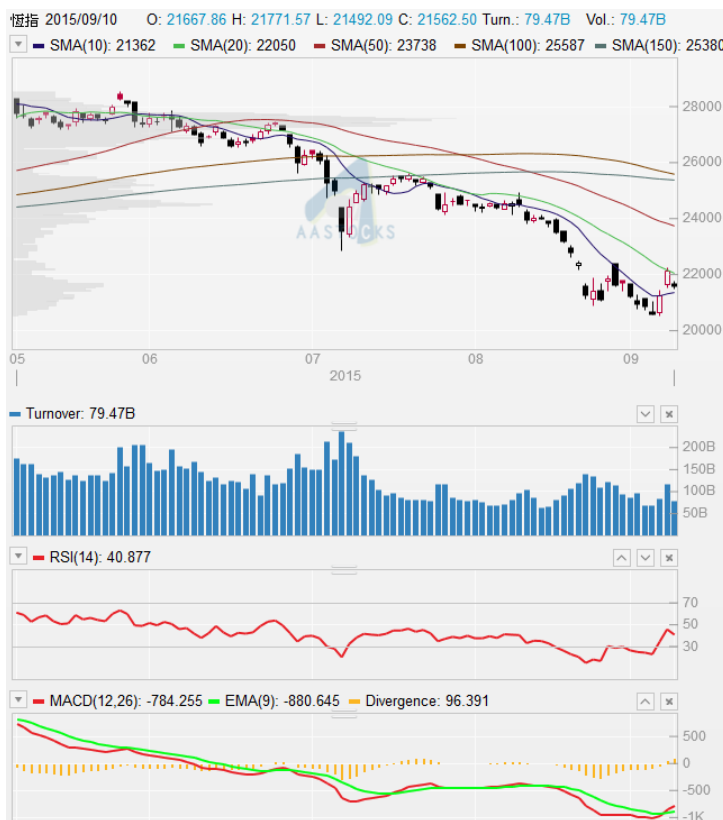 恆指 2015/09/10 O: 21667.86 H: 21771.57 L: 21492.09 C: 21562.50 Turn.: 79.47B Vol.: 79.47B
SMA(10): 21362 SMA(20): 22050 SMA(50): 23738 SMA(100): 25587 SMA(150): 25380
28000
26000
24000
22000
20000
AASTOCKS
05 06 07 08 09
2015
Turnover: 79.47B
200B
150B
100B
50B
RSI(14): 40.877
70
50
30
MACD(12,26): -784.255 EMA(9): -880.645 Divergence: 96.391
500
0
-500
-1K